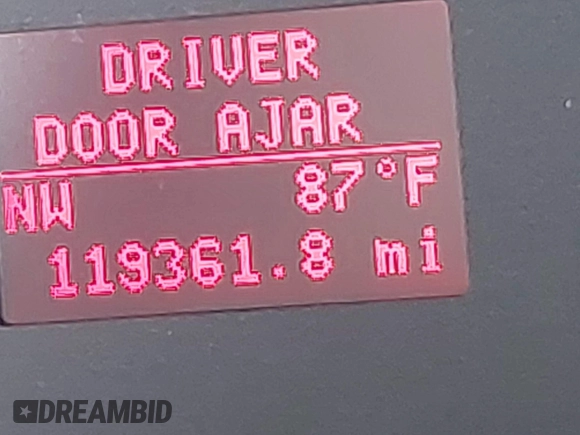 DRIVER
DOOR AJAR
NW 87°F
119361.8 mi
DREAMBID